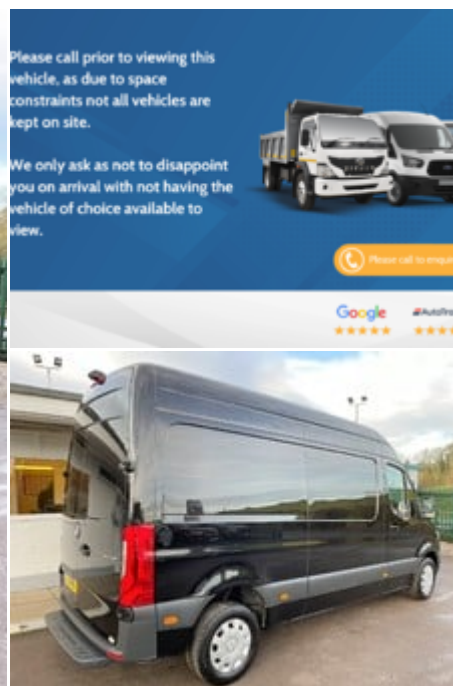 Please call prior to viewing this
vehicle, as due to space
constraints not all vehicles are
kept on site.
We only ask as not to disappoint
you on arrival with not having the
vehicle of choice available to
view.
Please call to enquire
Google
AutoTra